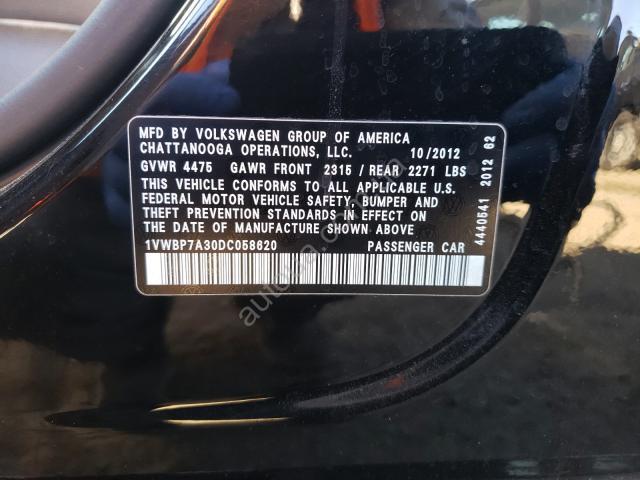 MFD BY VOLKSWAGEN GROUP OF AMERICA
CHATTANOOGA OPERATIONS, LLC. 10/2012
GVWR 4475 GAWR FRONT 2315 / REAR 2271 LBS
THIS VEHICLE CONFORMS TO ALL APPLICABLE U.S.
FEDERAL MOTOR VEHICLE SAFETY, BUMPER AND
THEFT PREVENTION STANDARDS IN EFFECT ON
THE DATE OF MANUFACTURE SHOWN ABOVE
1VWBP7A30DC058620 PASSENGER CAR
4440541 2012 62